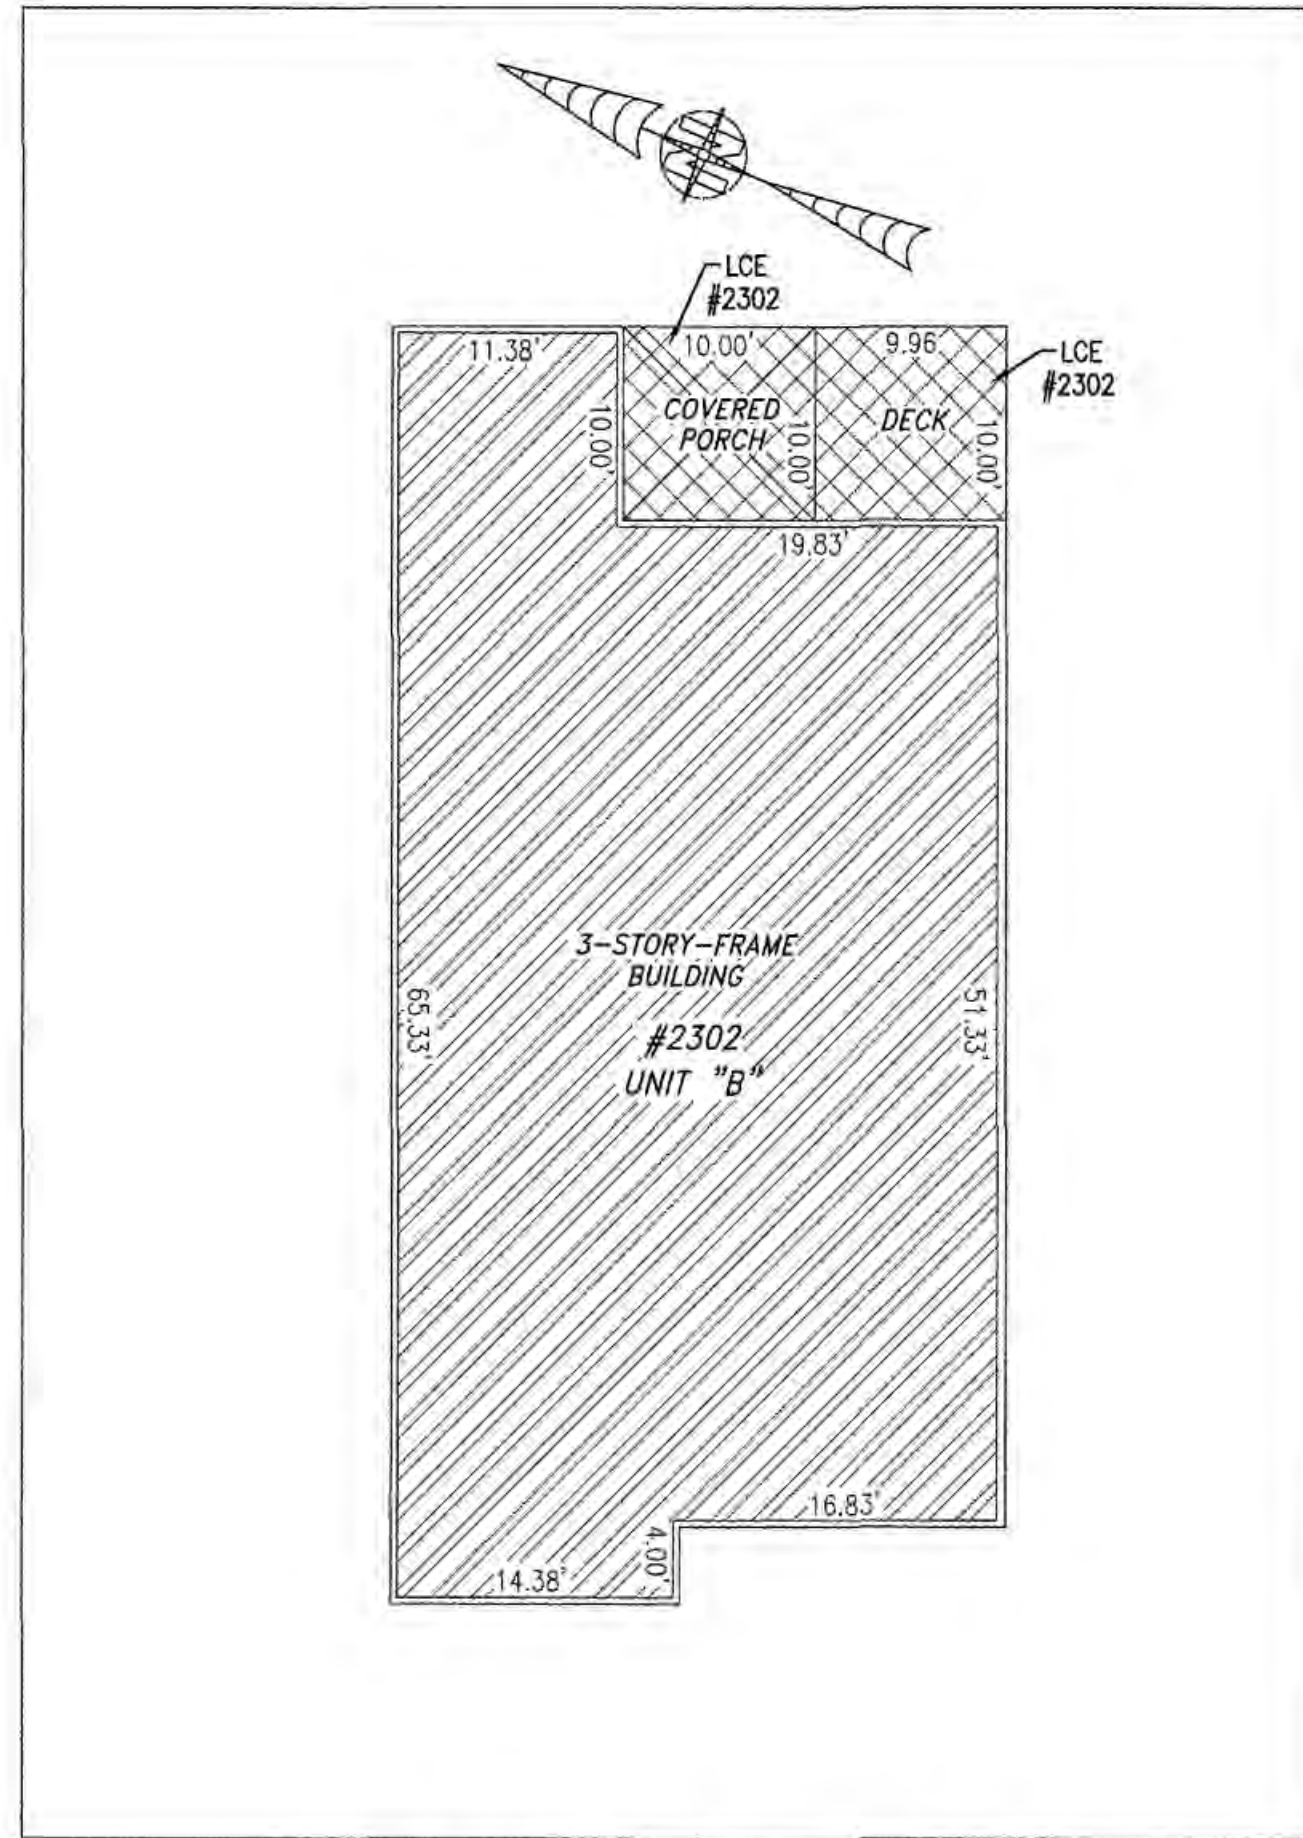 N
LCE
#2302
11.38'
10.00'
9.96
LCE
#2302
10.00'
COVERED
PORCH
10.00'
DECK
10.00'
19.83'
3-STORY-FRAME
BUILDING
65.33'
51.33'
#2302
UNIT "B"
16.83'
4.00'
14.38'